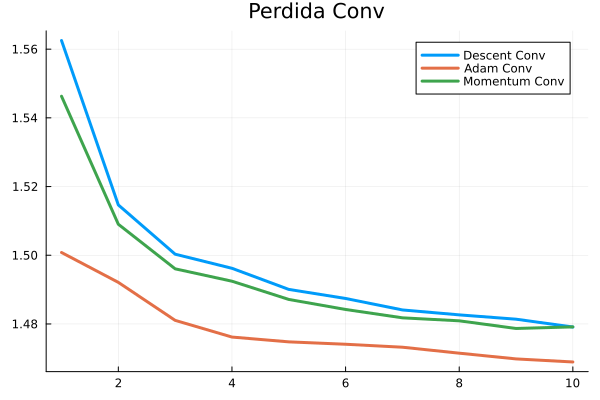 Perdida Conv
Descent Conv
Adam Conv
Momentum Conv
1.56
1.54
1.52
1.50
1.48
2 4 6 8 10